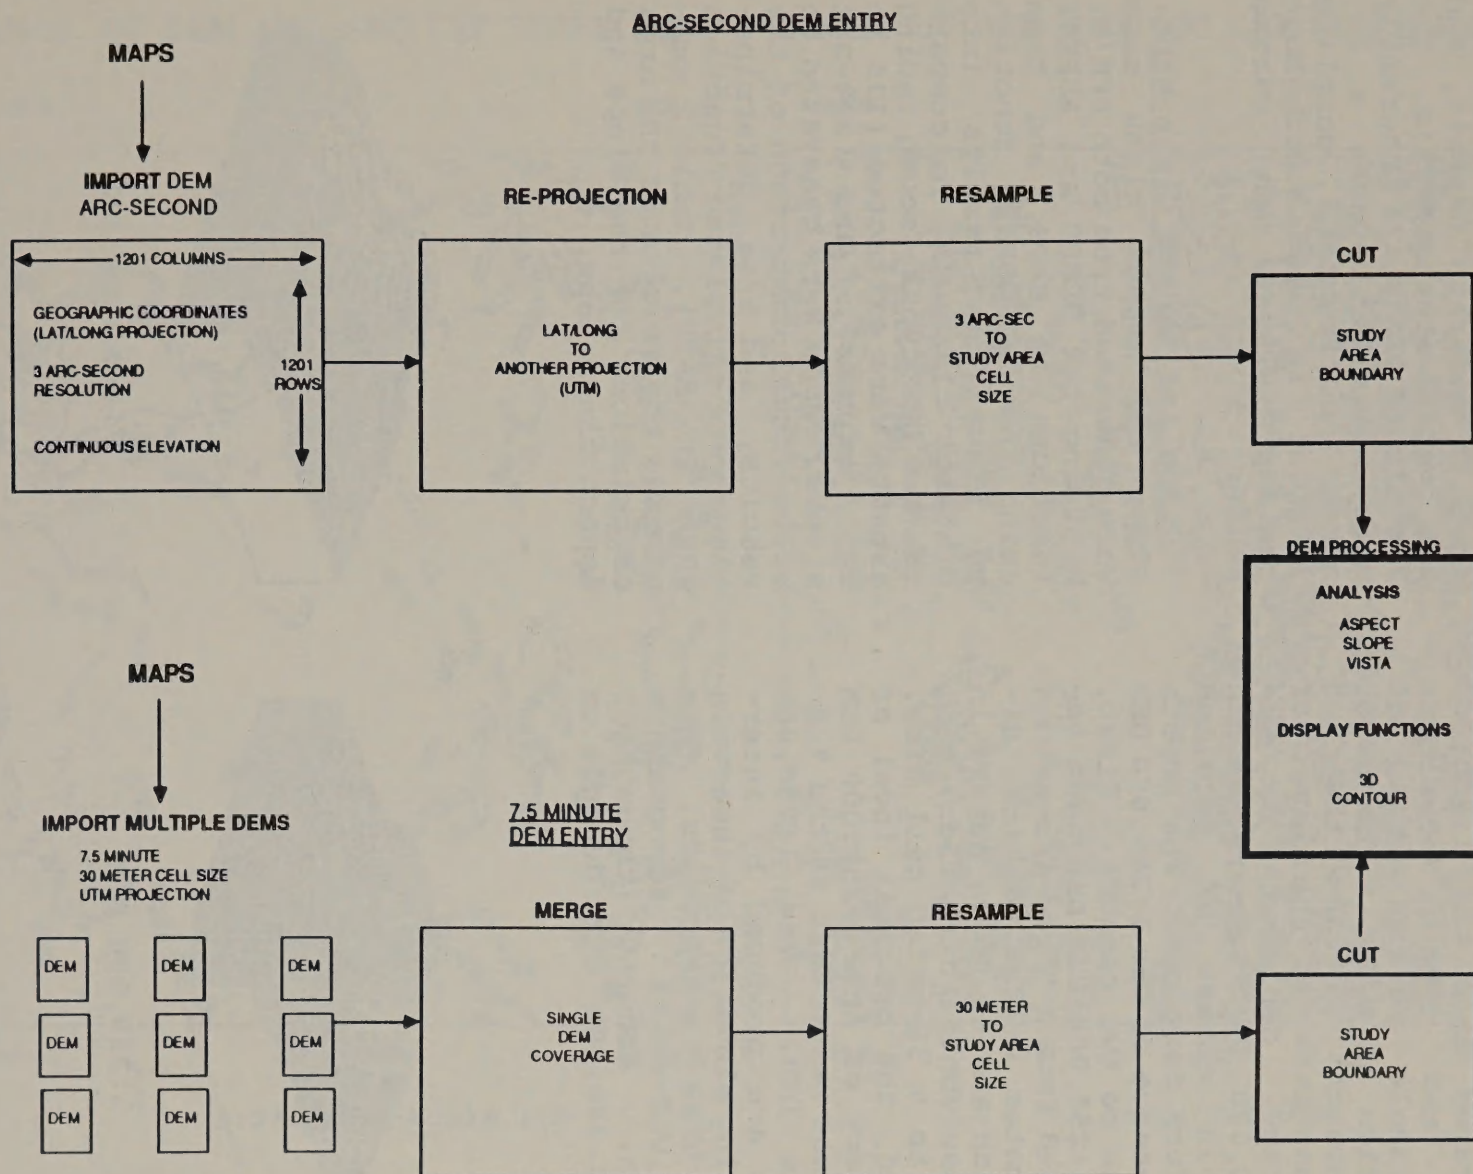 ARC-SECOND DEM ENTRY
MAPS
IMPORT DEM
ARC-SECOND
1201 COLUMNS
GEOGRAPHIC COORDINATES
(LAT/LONG PROJECTION)
3 ARC-SECOND
RESOLUTION
1201
ROWS
CONTINUOUS ELEVATION
RE-PROJECTION
LAT/LONG
TO
ANOTHER PROJECTION
(UTM)
RESAMPLE
3 ARC-SEC
TO
STUDY AREA
CELL
SIZE
CUT
STUDY
AREA
BOUNDARY
DEM PROCESSING
ANALYSIS
ASPECT
SLOPE
VISTA
DISPLAY FUNCTIONS
3D
CONTOUR
MAPS
IMPORT MULTIPLE DEMS
7.5 MINUTE
30 METER CELL SIZE
UTM PROJECTION
7.5 MINUTE
DEM ENTRY
DEM DEM DEM
DEM DEM DEM
DEM DEM DEM
MERGE
SINGLE
DEM
COVERAGE
RESAMPLE
30 METER
TO
STUDY AREA
CELL
SIZE
CUT
STUDY
AREA
BOUNDARY